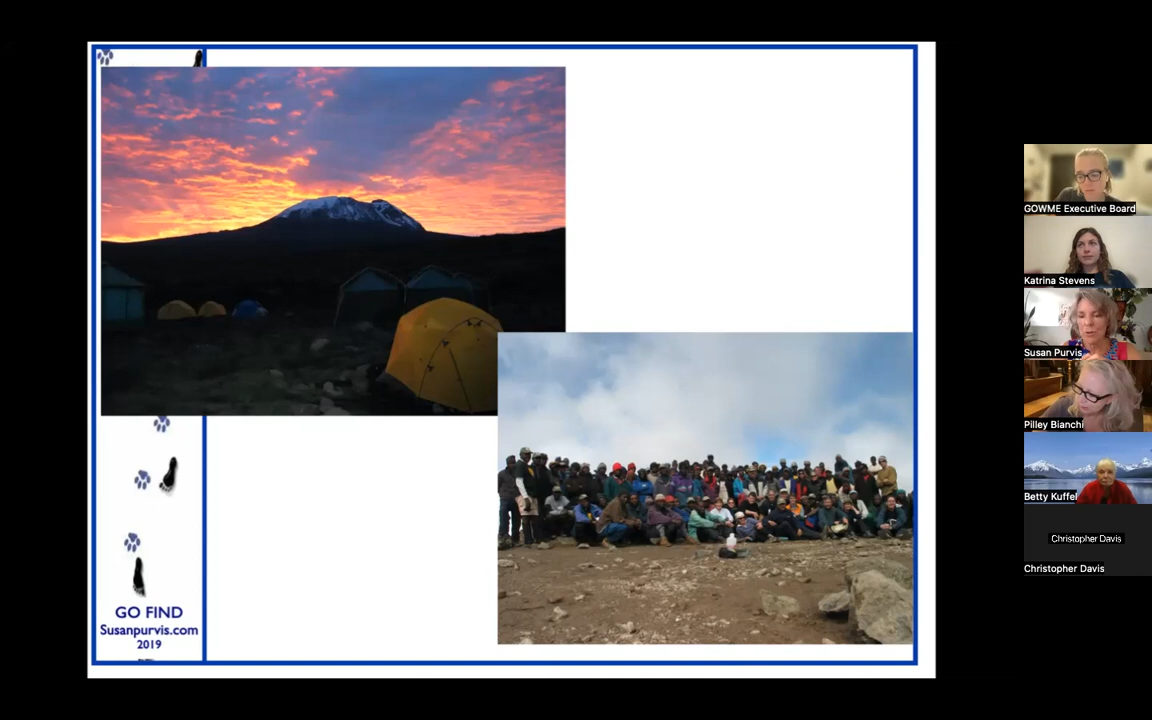 GO FIND
Susanpurvis.com
2019
GOWME Executive Board
Katrina Stevens
Susan Purvis
Pilley Bianchi
Betty Kuffel
Christopher Davis
Christopher Davis